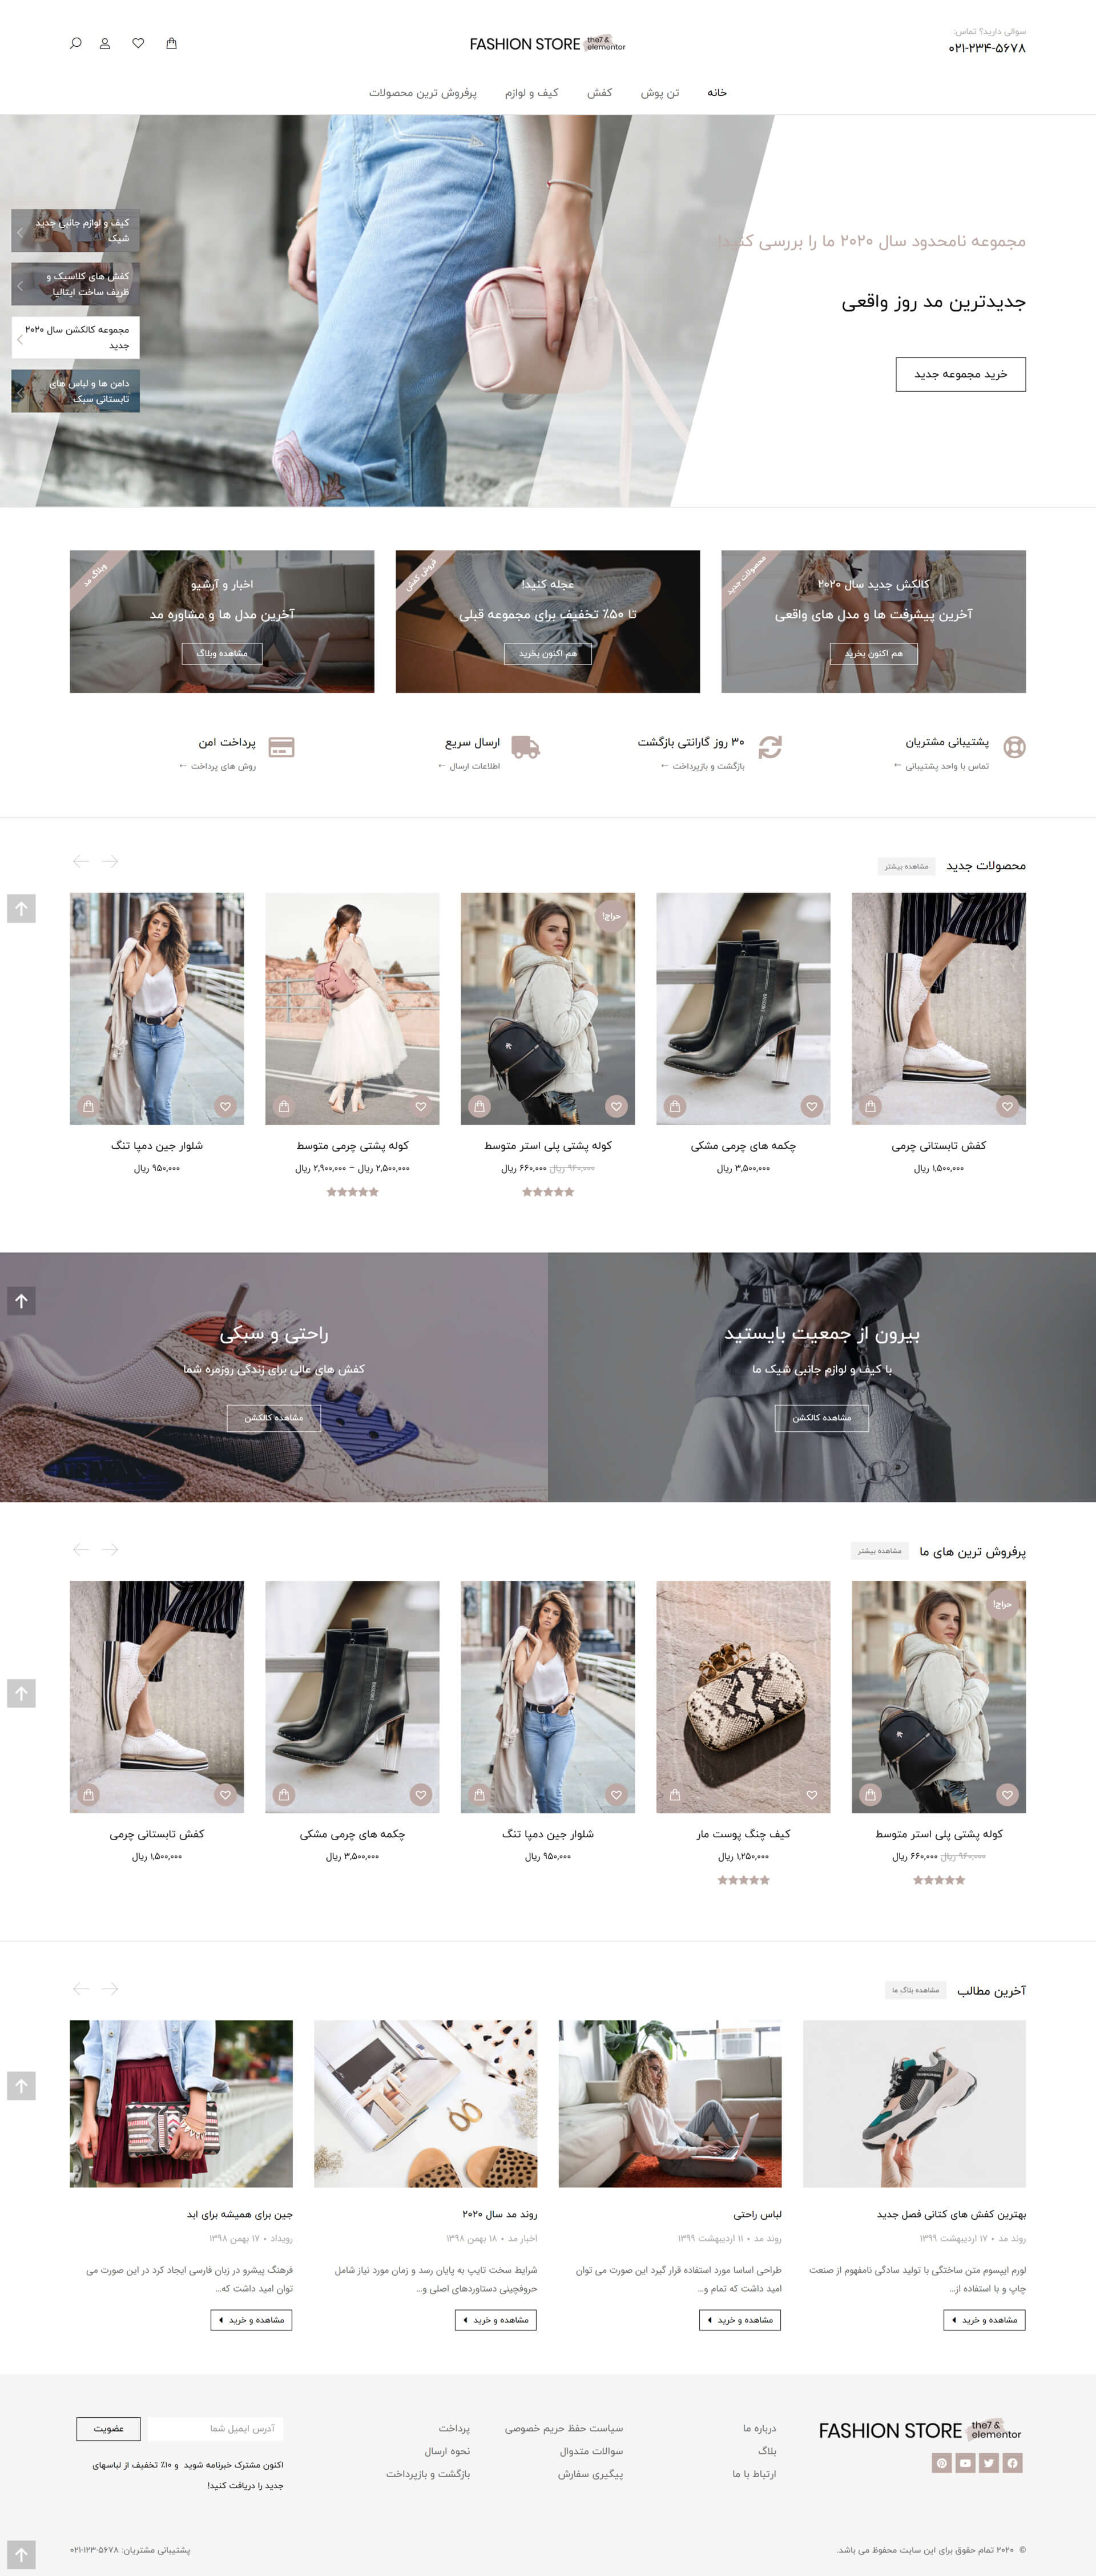 سوالی دارید؟ تماس:
۰۲۱-۲۳۴-۵۶۷۸
FASHION STORE the7 & elementor
خانه
تن پوش
کفش
کیف و لوازم
پرفروش ترین محصولات
مجموعه نامحدود سال ۲۰۲۰ ما را بررسی کنید!
جدیدترین مد روز واقعی
خرید مجموعه جدید
کیف و لوازم جانبی جدید
شیک
کفش های کلاسیک و
ظریف ساخت ایتالیا
مجموعه کالکشن سال ۲۰۲۰
جدید
دامن ها و لباس های
تابستانی سبک
محصولات جدید
کالکش جدید سال ۲۰۲۰
آخرین پیشرفت ها و مدل های واقعی
هم اکنون بخرید
فروش کفش
عجله کنید!
تا ۵۰٪ تخفیف برای مجموعه قبلی
هم اکنون بخرید
وبلاگ مد
اخبار و آرشیو
آخرین مدل ها و مشاوره مد
مشاهده وبلاگ
پشتیبانی مشتریان
تماس با واحد پشتیبانی ←
۳۰ روز گارانتی بازگشت
بازگشت و بازپرداخت ←
ارسال سریع
اطلاعات ارسال ←
پرداخت امن
روش های پرداخت ←
محصولات جدید
مشاهده بیشتر
کفش تابستانی چرمی
۱,۵۰۰,۰۰۰ ریال
چکمه های چرمی مشکی
۳,۵۰۰,۰۰۰ ریال
حراج!
کوله پشتی پلی استر متوسط
۹۶۰,۰۰۰ ریال ۶۶۰,۰۰۰ ریال
کوله پشتی چرمی متوسط
۲,۵۰۰,۰۰۰ ریال – ۲,۹۰۰,۰۰۰ ریال
شلوار جین دمپا تنگ
۹۵۰,۰۰۰ ریال
بیرون از جمعیت بایستید
با کیف و لوازم جانبی شیک ما
مشاهده کالکشن
راحتی و سبکی
کفش های عالی برای زندگی روزمره شما
مشاهده کالکشن
پرفروش ترین های ما
مشاهده بیشتر
حراج!
کوله پشتی پلی استر متوسط
۹۶۰,۰۰۰ ریال ۶۶۰,۰۰۰ ریال
کیف چنگ پوست مار
۱,۲۵۰,۰۰۰ ریال
شلوار جین دمپا تنگ
۹۵۰,۰۰۰ ریال
چکمه های چرمی مشکی
۳,۵۰۰,۰۰۰ ریال
کفش تابستانی چرمی
۱,۵۰۰,۰۰۰ ریال
آخرین مطالب
مشاهده بلاگ ما
بهترین کفش های کتانی فصل جدید
روند مد • ۱۷ اردیبهشت ۱۳۹۹
لورم ایپسوم متن ساختگی با تولید سادگی نامفهوم از صنعت
چاپ و با استفاده از...
مشاهده و خرید
لباس راحتی
روند مد • ۱۱ اردیبهشت ۱۳۹۹
طراحی اساسا مورد استفاده قرار گیرد این صورت می توان
امید داشت که تمام و...
مشاهده و خرید
روند مد سال ۲۰۲۰
اخبار مد • ۱۸ بهمن ۱۳۹۸
شرایط سخت تایپ به پایان رسد و زمان مورد نیاز شامل
حروفچینی دستاوردهای اصلی و...
مشاهده و خرید
جین برای همیشه برای ابد
رویداد • ۱۷ بهمن ۱۳۹۸
فرهنگ پیشرو در زبان فارسی ایجاد کرد در این صورت می
توان امید داشت که...
مشاهده و خرید
FASHION STORE the7 & elementor
درباره ما
بلاگ
ارتباط با ما
سیاست حفظ حریم خصوصی
سوالات متدوال
پیگیری سفارش
پرداخت
نحوه ارسال
بازگشت و بازپرداخت
آدرس ایمیل شما
عضویت
اکنون مشترک خبرنامه شوید و ۱۰٪ تخفیف از لباسهای
جدید را دریافت کنید!
© ۲۰۲۰ تمام حقوق برای این سایت محفوظ می باشد.
پشتیبانی مشتریان: ۵۶۷۸-۱۲۳-۰۲۱